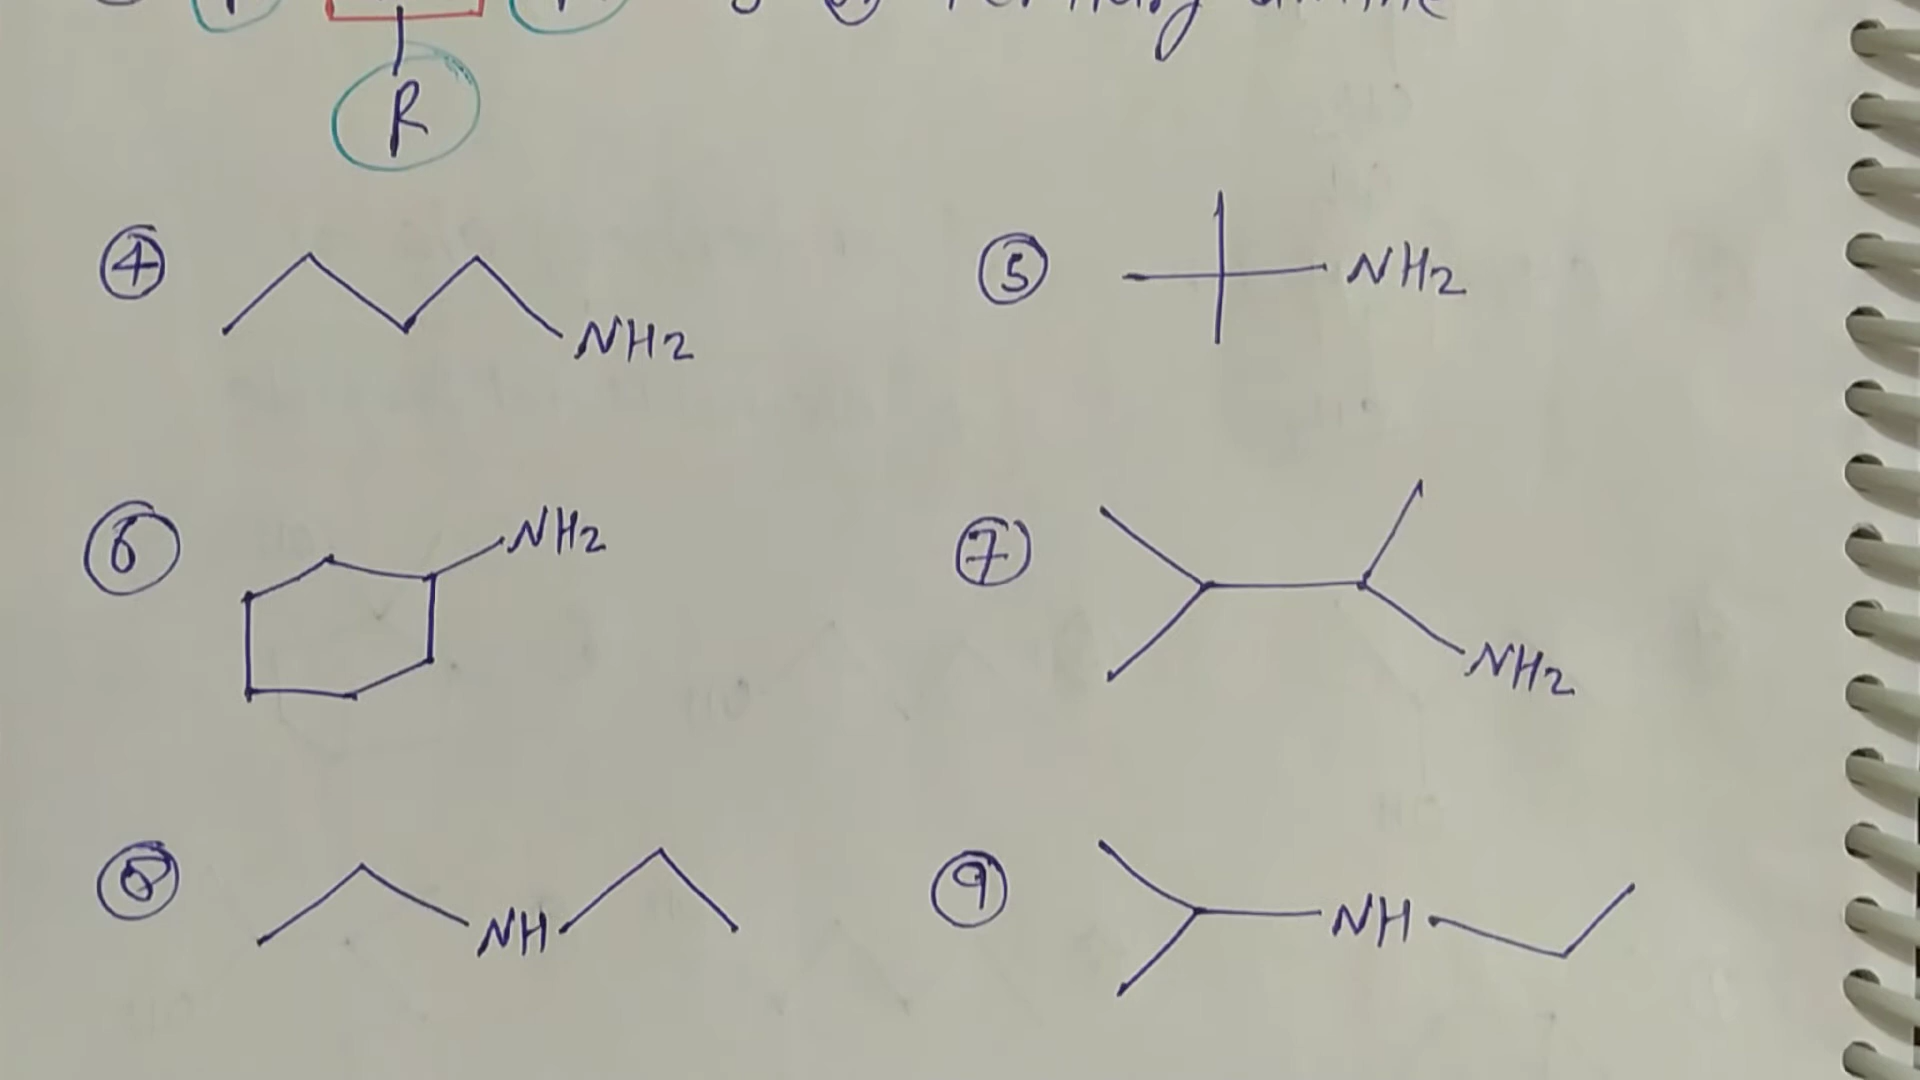 R
④ NH2
⑤ NH2
⑥ NH2
⑦ NH2
⑧ NH
⑨ NH